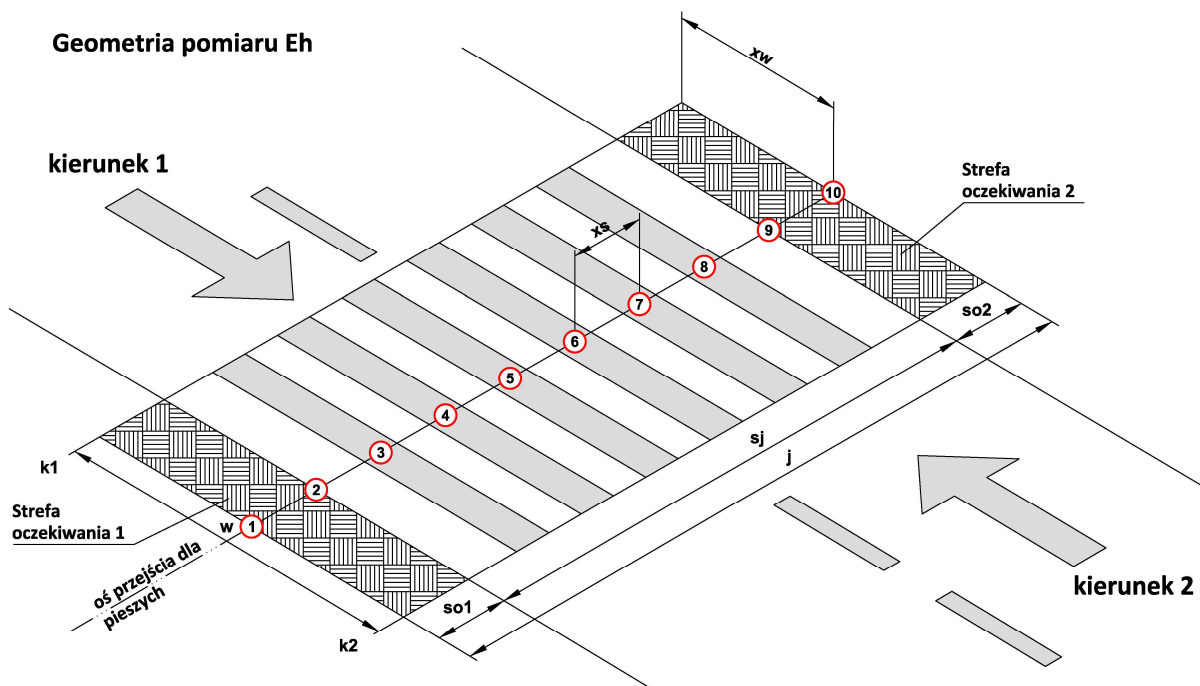 Geometria pomiaru Eh
xw
kierunek 1
Strefa
oczekiwania 2
10
9
xs
8
7
6
so2
5
4
sj
j
3
k1
2
Strefa
oczekiwania 1
w
1
oś przejścia dla
pieszych
so1
k2
kierunek 2